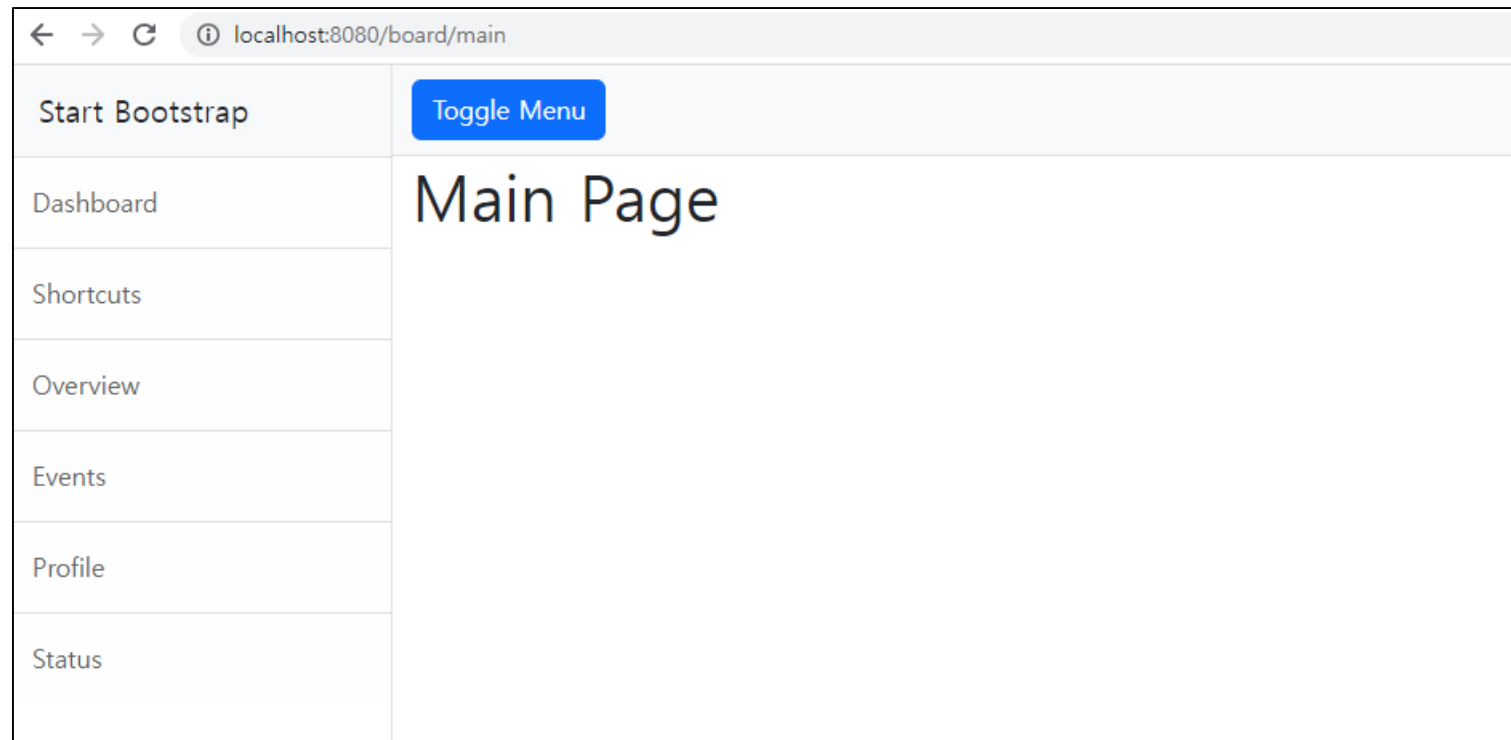 localhost:8080/board/main
Start Bootstrap
Toggle Menu
Main Page
Dashboard
Shortcuts
Overview
Events
Profile
Status